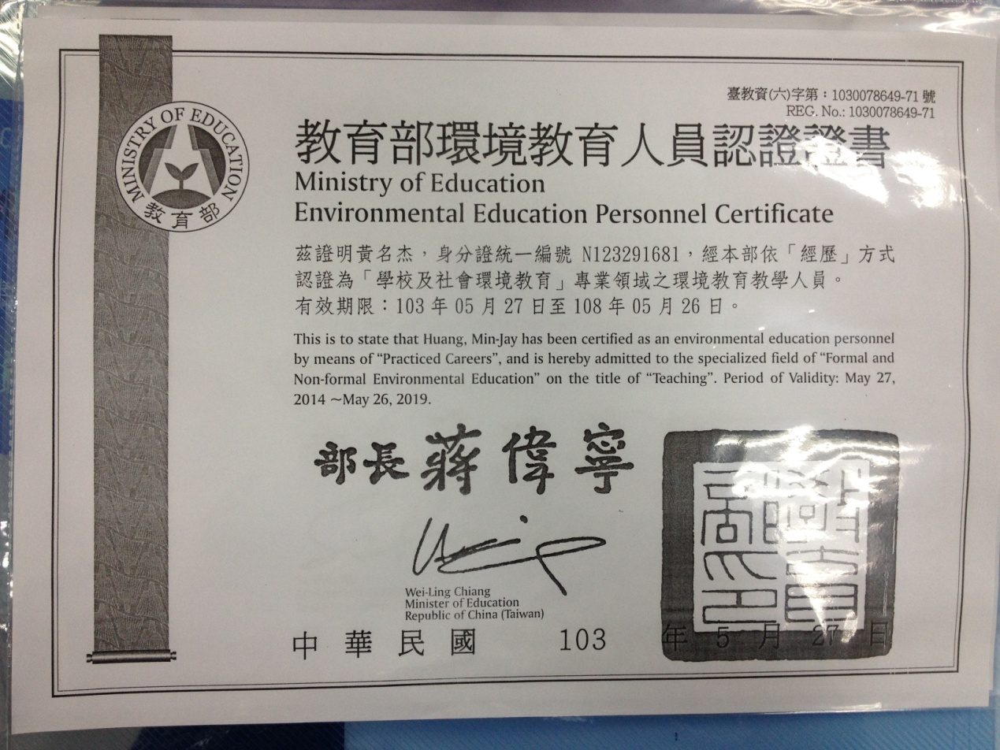 臺教資(六)字第：1030078649-71 號
REG. No.: 1030078649-71
MINISTRY OF EDUCATION
教育部
教育部環境教育人員認證證書
Ministry of Education
Environmental Education Personnel Certificate
茲證明黃名杰，身分證統一編號 N123291681，經本部依「經歷」方式
認證為「學校及社會環境教育」專業領域之環境教育教學人員。
有效期限：103 年 05 月 27 日至 108 年 05 月 26 日。
This is to state that Huang, Min-Jay has been certified as an environmental education personnel
by means of “Practiced Careers”, and is hereby admitted to the specialized field of “Formal and
Non-formal Environmental Education” on the title of “Teaching”. Period of Validity: May 27,
2014 ～May 26, 2019.
部長 蔣偉寧
Wei-Ling Chiang
Minister of Education
Republic of China (Taiwan)
中華民國 103 年 5 月 27 日